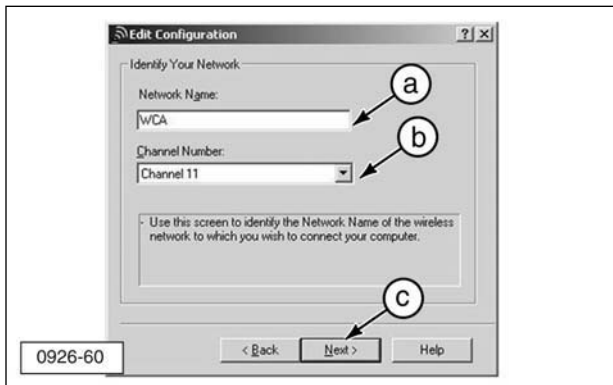 Edit Configuration
Identify Your Network
Network Name:
a
WCA
b
Channel Number:
Channel 11
- Use this screen to identify the Network Name of the wireless
network to which you wish to connect your computer.
c
0926-60
< Back
Next >
Help